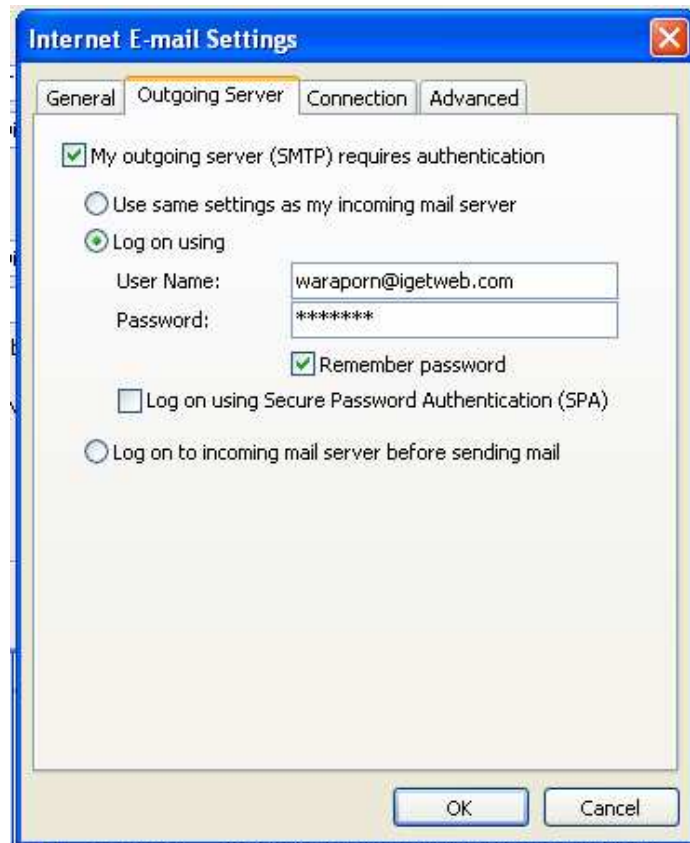 Internet E-mail Settings
General Outgoing Server Connection Advanced
My outgoing server (SMTP) requires authentication
Use same settings as my incoming mail server
Log on using
User Name: waraporn@igetweb.com
Password: *******
Remember password
Log on using Secure Password Authentication (SPA)
Log on to incoming mail server before sending mail
OK Cancel